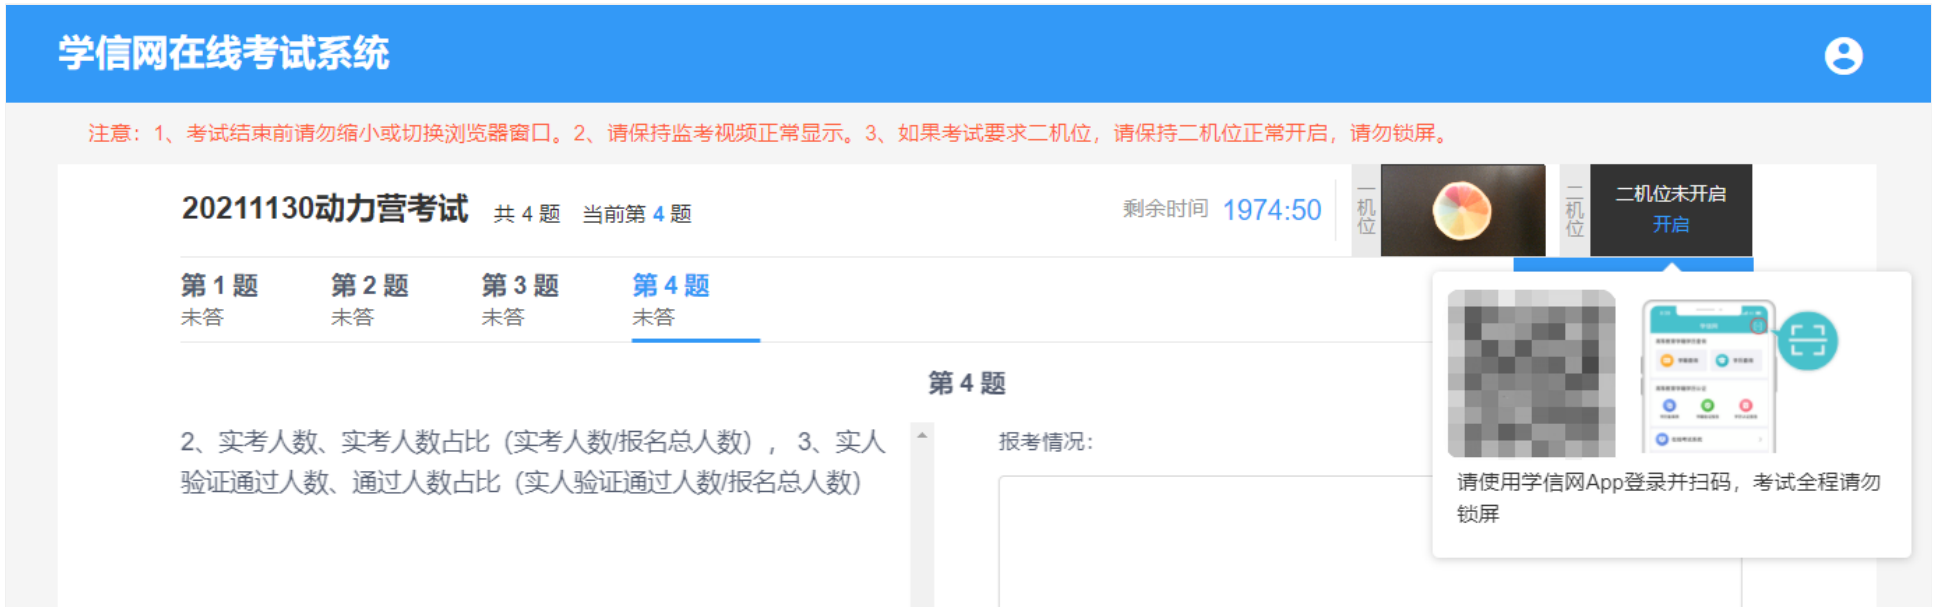 学信网在线考试系统
注意：1、考试结束前请勿缩小或切换浏览器窗口。2、请保持监考视频正常显示。3、如果考试要求二机位，请保持二机位正常开启，请勿锁屏。
20211130动力营考试 共 4 题 当前第 4 题
剩余时间 1974:50
一机位
二机位
二机位未开启
开启
第 1 题
未答
第 2 题
未答
第 3 题
未答
第 4 题
未答
第 4 题
2、实考人数、实考人数占比（实考人数/报名总人数）， 3、实人
验证通过人数、通过人数占比（实人验证通过人数/报名总人数）
报考情况：
请使用学信网App登录并扫码，考试全程请勿
锁屏